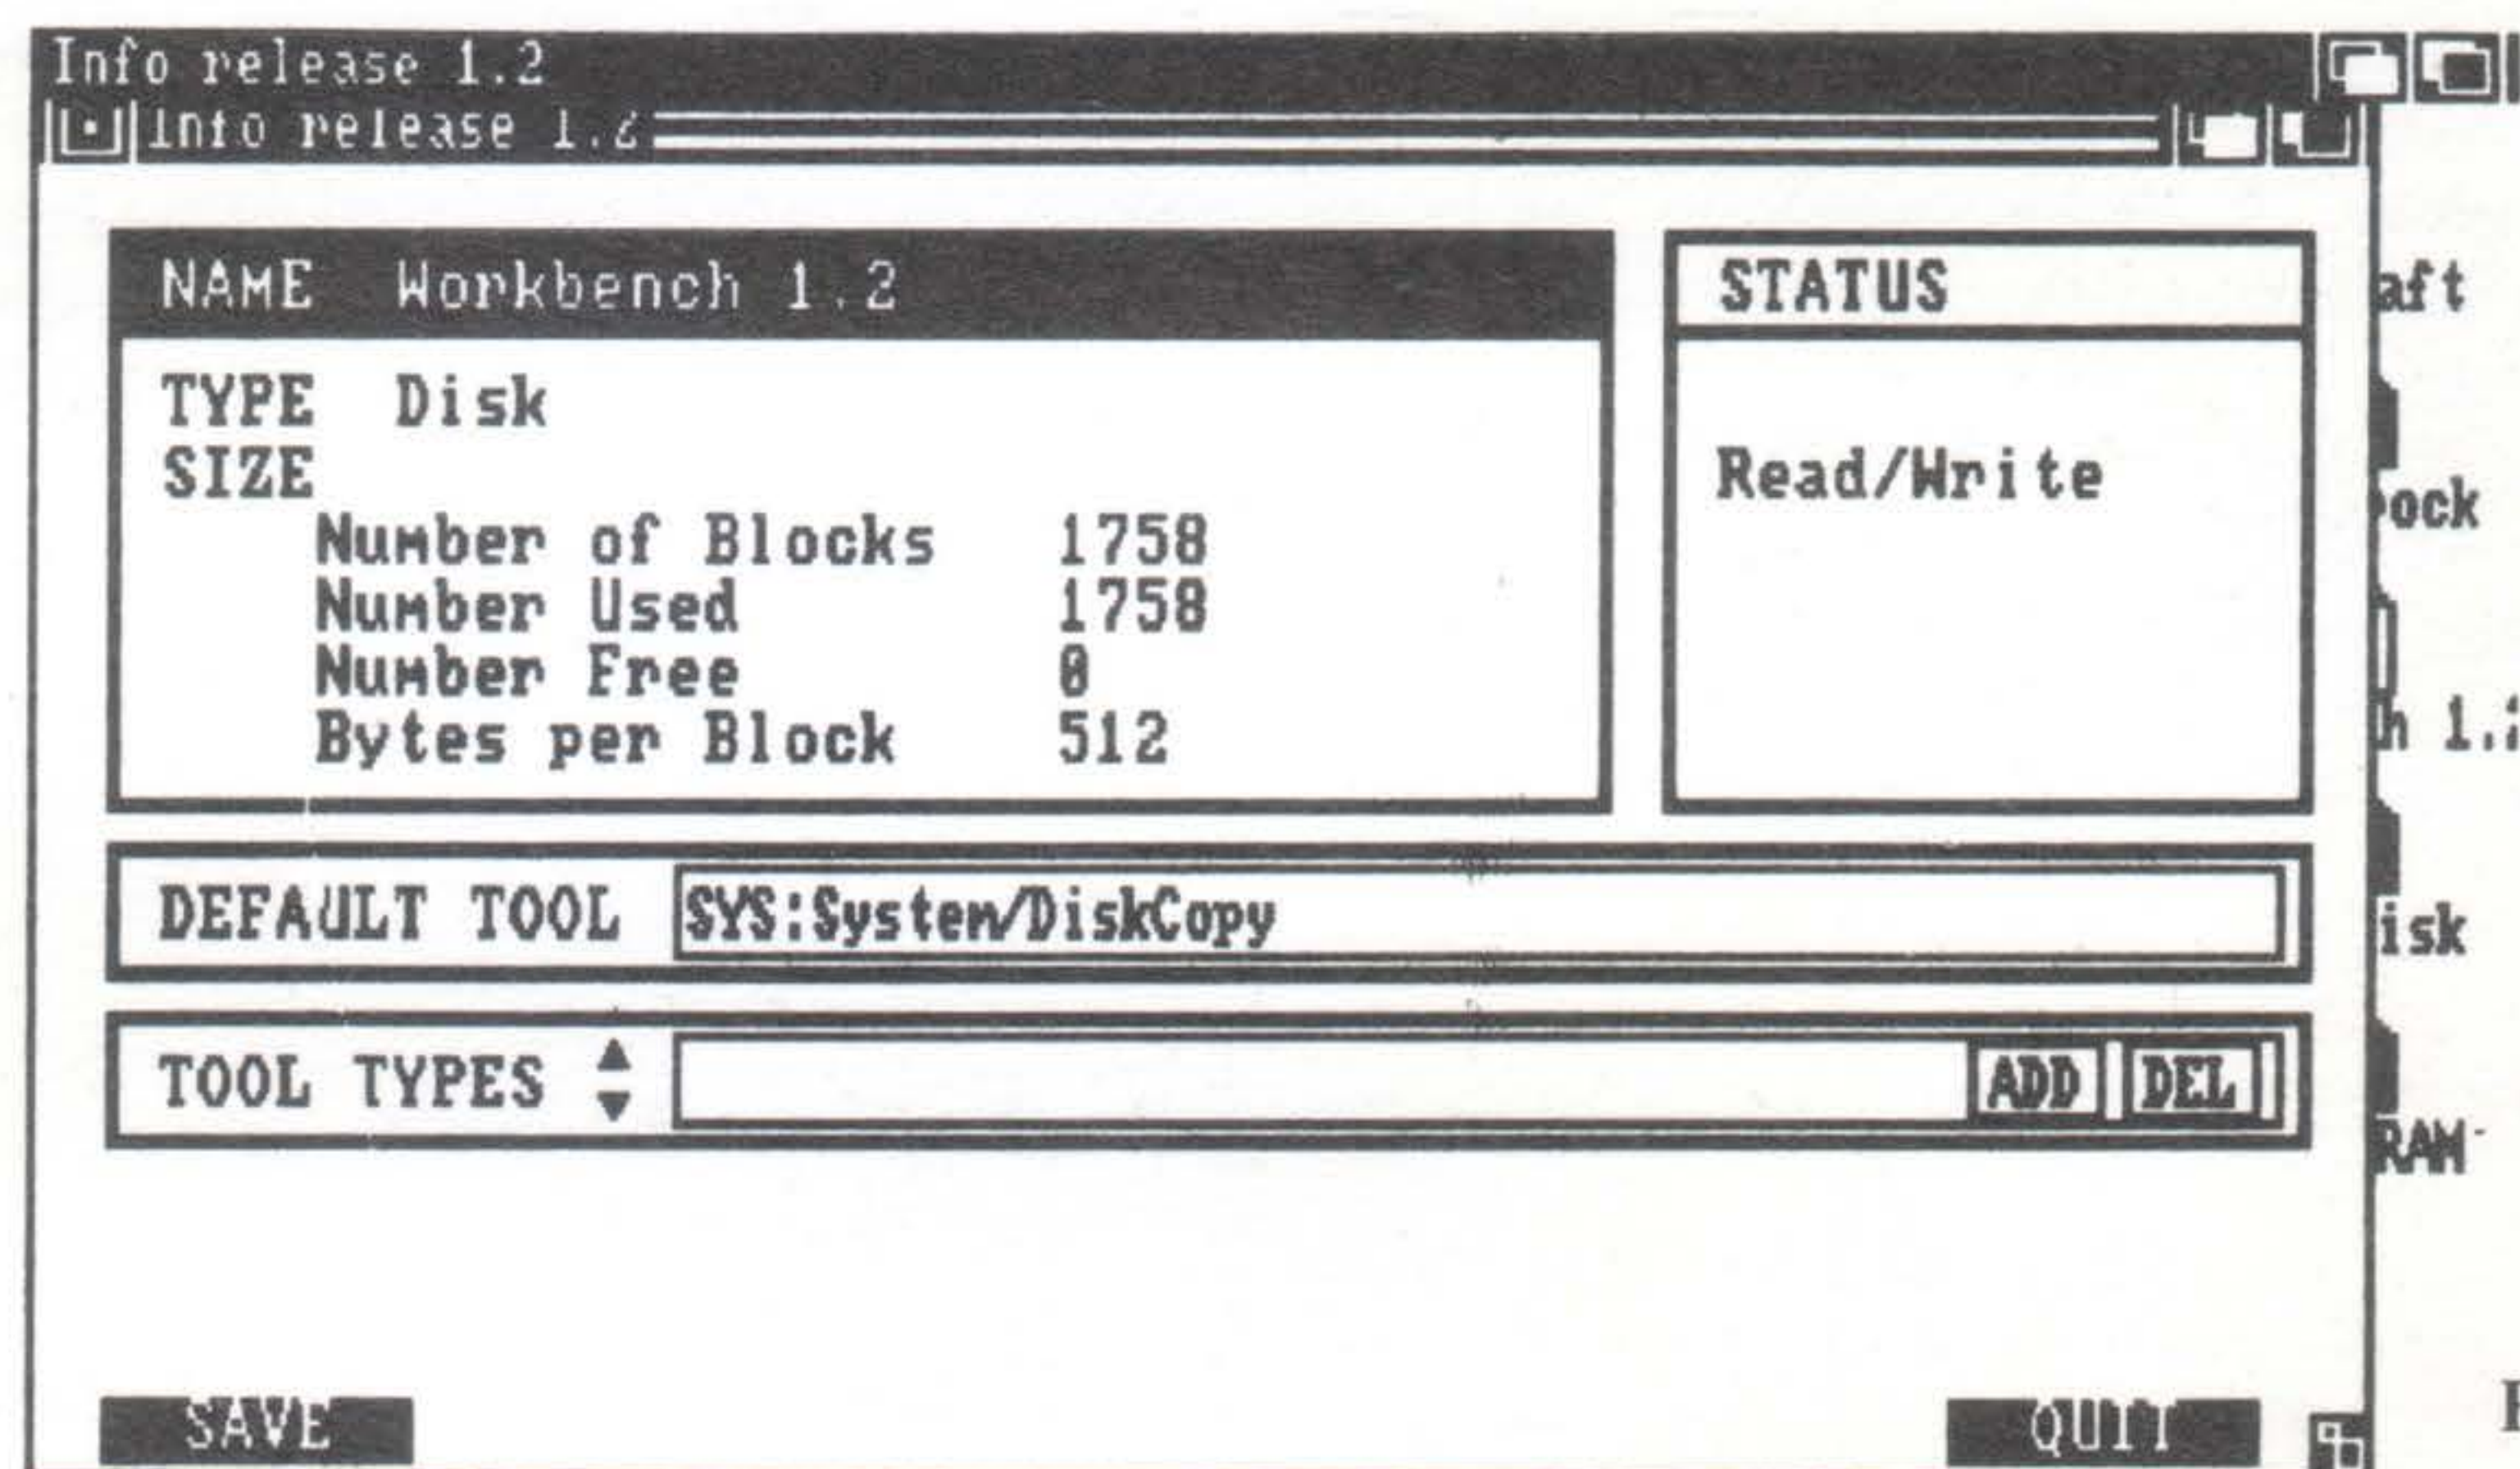 Info release 1.2
Info release 1.2
NAME Workbench 1.2
STATUS
TYPE Disk
SIZE
Read/Write
Number of Blocks 1758
Number Used 1758
Number Free 0
Bytes per Block 512
DEFAULT TOOL SYS:System/DiskCopy
TOOL TYPES ADD DEL
SAVE QUIT
aft
ock
h 1.2
isk
RAM